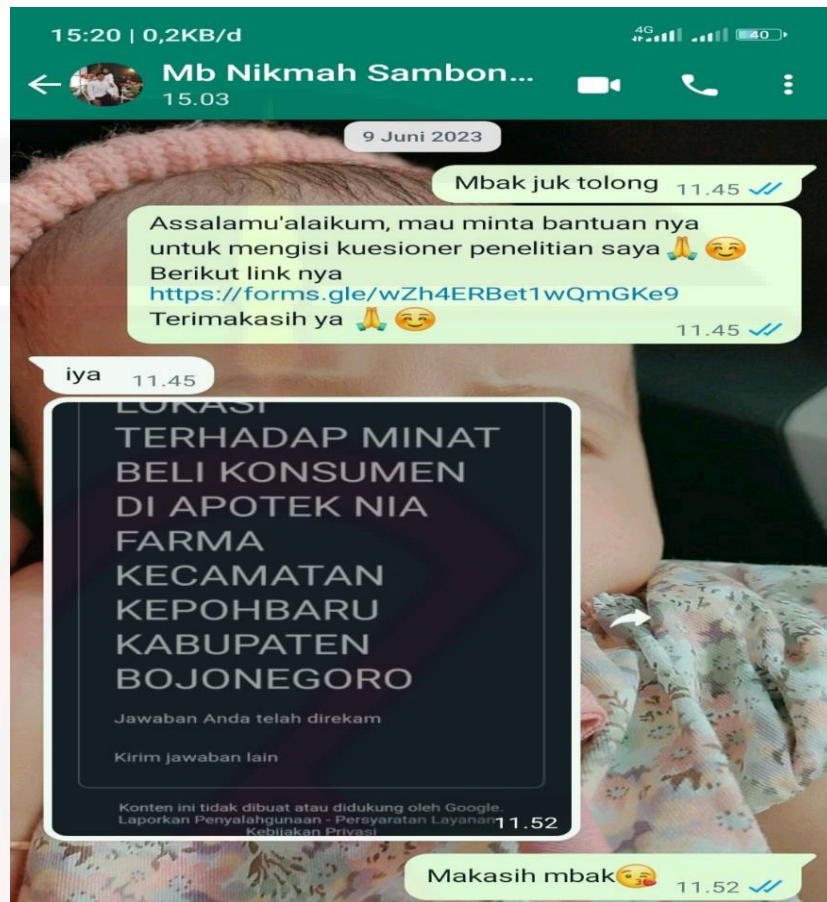 15:20 | 0,2KB/d
4G
40
Mb Nikmah Sambon...
15.03
9 Juni 2023
Mbak juk tolong 11.45
Assalamu'alaikum, mau minta bantuan nya
untuk mengisi kuesioner penelitian saya 🙏 ☺️
Berikut link nya
https://forms.gle/wZh4ERBet1wQmGKe9
Terimakasih ya 🙏 ☺️
11.45
iya 11.45
LOKASI
TERHADAP MINAT
BELI KONSUMEN
DI APOTEK NIA
FARMA
KECAMATAN
KEPOHBARU
KABUPATEN
BOJONEGORO
Jawaban Anda telah direkam
Kirim jawaban lain
Konten ini tidak dibuat atau didukung oleh Google.
Laporkan Penyalahgunaan - Persyaratan Layanan
Kebijakan Privasi
11.52
Makasih mbak😘 11.52